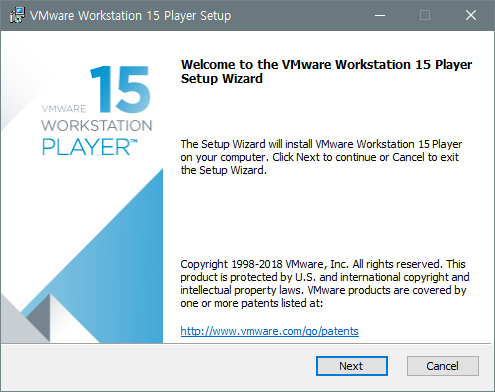 VMware Workstation 15 Player Setup
Welcome to the VMware Workstation 15 Player
Setup Wizard
15
VMWARE
WORKSTATION
PLAYER™
The Setup Wizard will install VMware Workstation 15 Player
on your computer. Click Next to continue or Cancel to exit
the Setup Wizard.
Copyright 1998-2018 VMware, Inc. All rights reserved. This
product is protected by U.S. and international copyright and
intellectual property laws. VMware products are covered by
one or more patents listed at:
http://www.vmware.com/go/patents
Next
Cancel